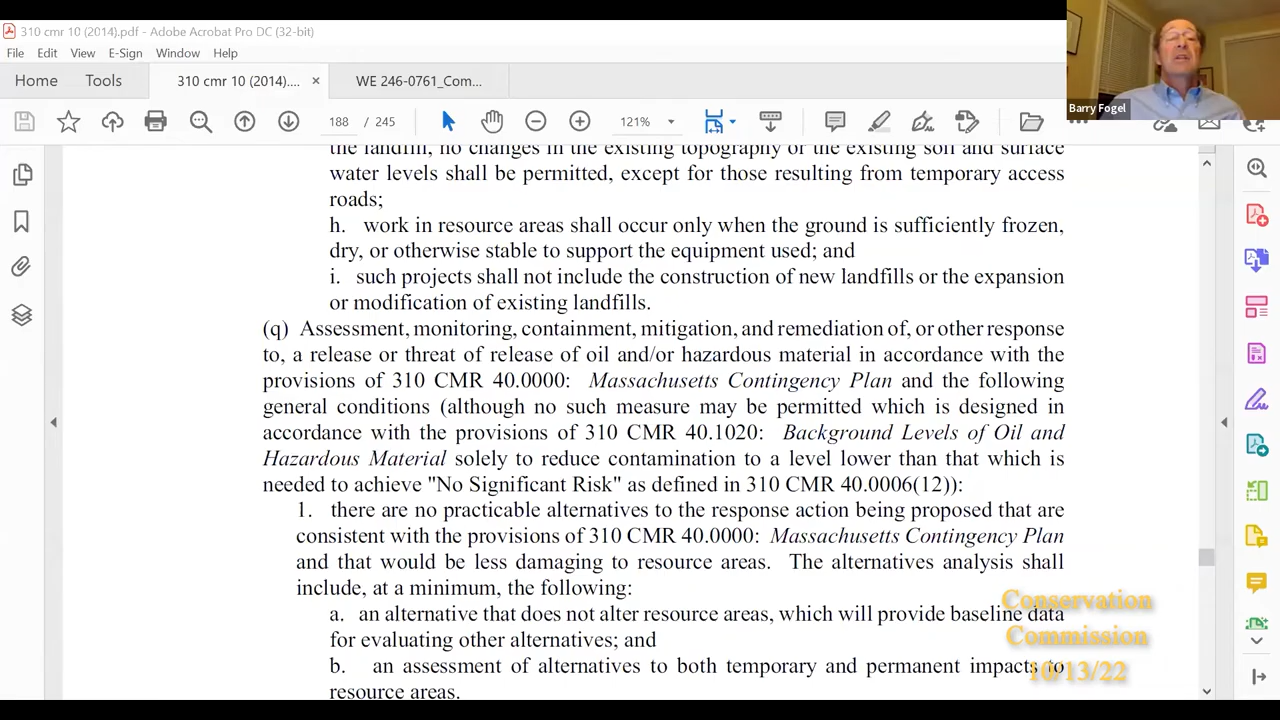 310 cmr 10 (2014).pdf - Adobe Acrobat Pro DC (32-bit)
File Edit View E-Sign Window Help
Home Tools 310 cmr 10 (2014).... × WE 246-0761_Com...
188 / 245 121%
Barry Fogel
the landfill, no changes in the existing topography or the existing soil and surface
water levels shall be permitted, except for those resulting from temporary access
roads;
h. work in resource areas shall occur only when the ground is sufficiently frozen,
dry, or otherwise stable to support the equipment used; and
i. such projects shall not include the construction of new landfills or the expansion
or modification of existing landfills.
(q) Assessment, monitoring, containment, mitigation, and remediation of, or other response
to, a release or threat of release of oil and/or hazardous material in accordance with the
provisions of 310 CMR 40.0000: Massachusetts Contingency Plan and the following
general conditions (although no such measure may be permitted which is designed in
accordance with the provisions of 310 CMR 40.1020: Background Levels of Oil and
Hazardous Material solely to reduce contamination to a level lower than that which is
needed to achieve "No Significant Risk" as defined in 310 CMR 40.0006(12)):
1. there are no practicable alternatives to the response action being proposed that are
consistent with the provisions of 310 CMR 40.0000: Massachusetts Contingency Plan
and that would be less damaging to resource areas. The alternatives analysis shall
include, at a minimum, the following:
a. an alternative that does not alter resource areas, which will provide baseline data
for evaluating other alternatives; and
b. an assessment of alternatives to both temporary and permanent impacts to
resource areas.
Conservation
Commission
10/13/22